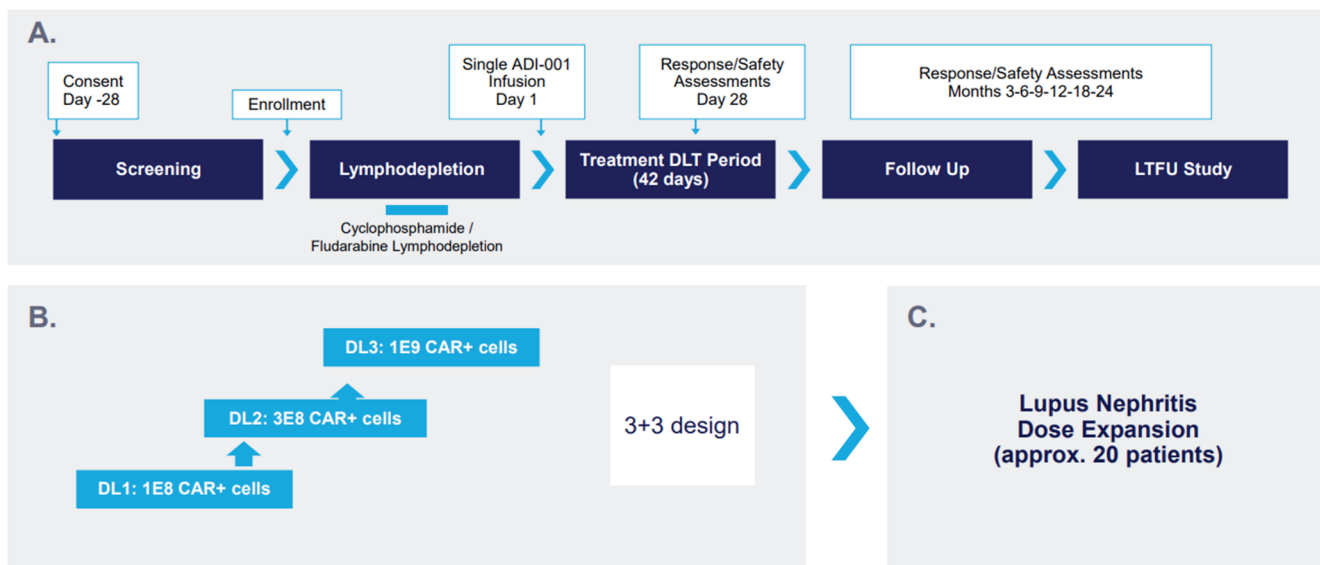 A.
Consent
Day -28
Enrollment
Single ADI-001
Infusion
Day 1
Response/Safety
Assessments
Day 28
Response/Safety Assessments
Months 3-6-9-12-18-24
Screening
Lymphodepletion
Treatment DLT Period
(42 days)
Follow Up
LTFU Study
Cyclophosphamide /
Fludarabine Lymphodepletion
B.
DL3: 1E9 CAR+ cells
DL2: 3E8 CAR+ cells
DL1: 1E8 CAR+ cells
3+3 design
C.
Lupus Nephritis
Dose Expansion
(approx. 20 patients)